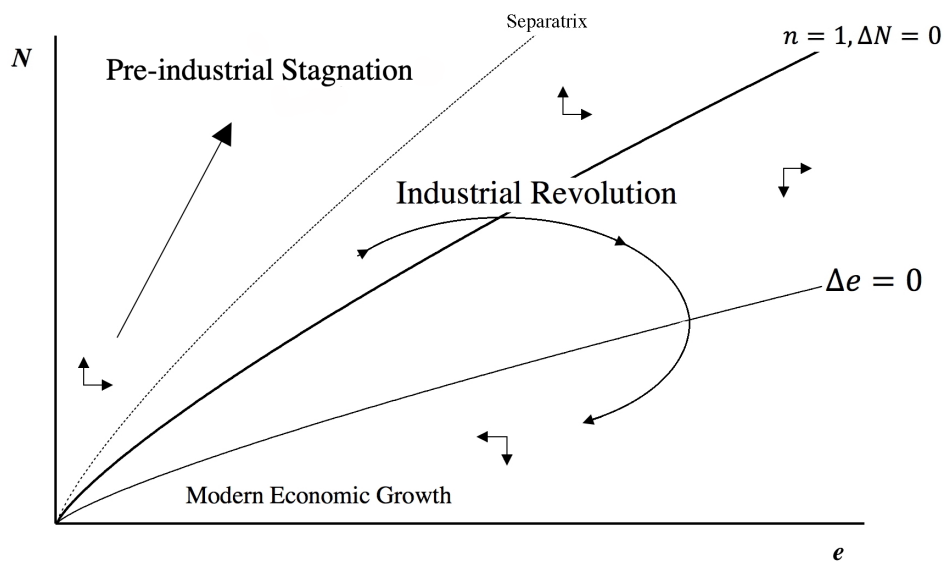 Separatrix
n = 1, ΔN = 0
N
Pre-industrial Stagnation
Industrial Revolution
Δe = 0
Modern Economic Growth
e